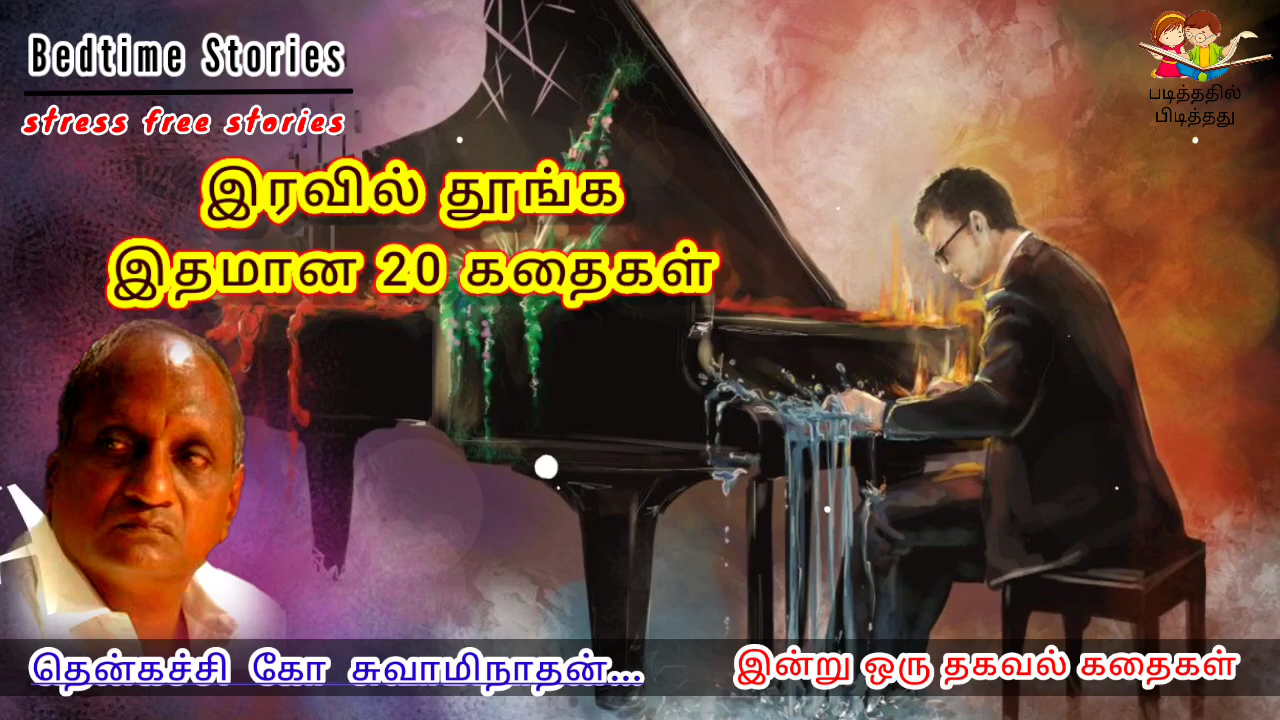 Bedtime Stories
stress free stories
படித்ததில்
பிடித்தது
இரவில் தூங்க
இதமான 20 கதைகள்
தென்கச்சி கோ சுவாமிநாதன்...
இன்று ஒரு தகவல் கதைகள்